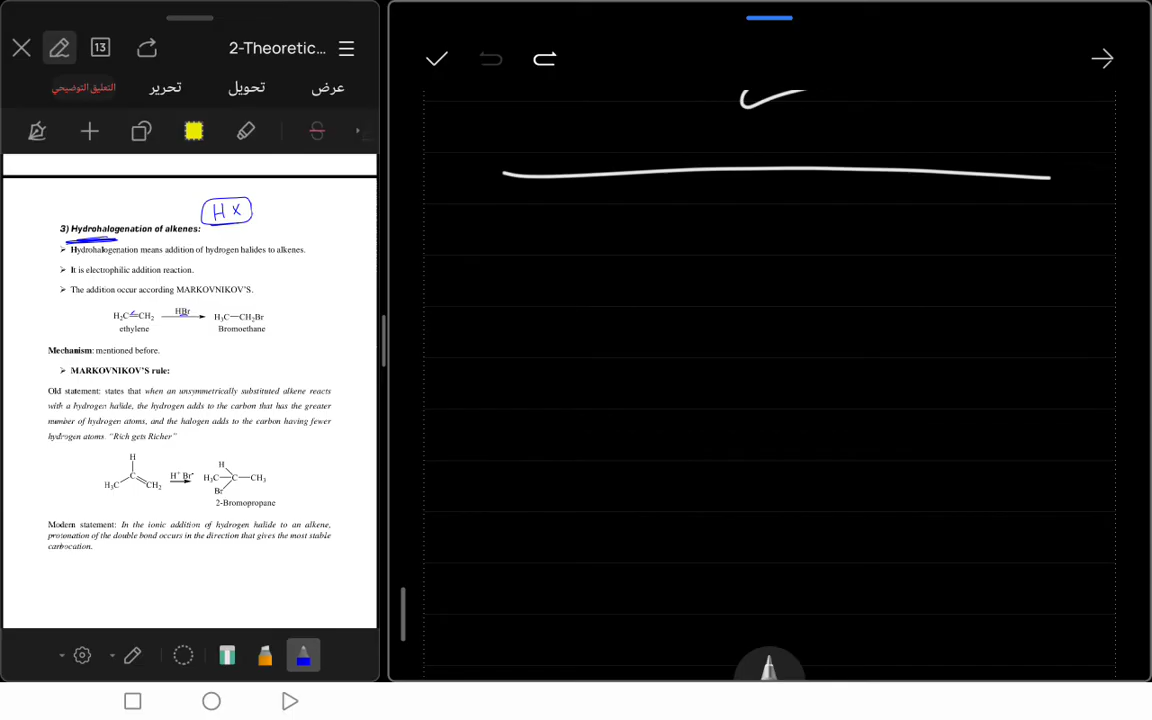 13
2-Theoretic...
عرض تحويل تحرير التعليق التوضيحي
H X
3) Hydrohalogenation of alkenes:
➢ Hydrohalogenation means addition of hydrogen halides to alkenes.
➢ It is electrophilic addition reaction.
➢ The addition occur according MARKOVNIKOV'S.
H₂C=CH₂ HBr H₃C—CH₂Br
ethylene Bromoethane
Mechanism: mentioned before.
➢ MARKOVNIKOV'S rule:
Old statement: states that when an unsymmetrically substituted alkene reacts
with a hydrogen halide, the hydrogen adds to the carbon that has the greater
number of hydrogen atoms, and the halogen adds to the carbon having fewer
hydrogen atoms. "Rich gets Richer"
H H
H₃C C CH₂ H⁺ Br⁻ H₃C—C—CH₃
Br
2-Bromopropane
Modern statement: In the ionic addition of hydrogen halide to an alkene,
protonation of the double bond occurs in the direction that gives the most stable
carbocation.